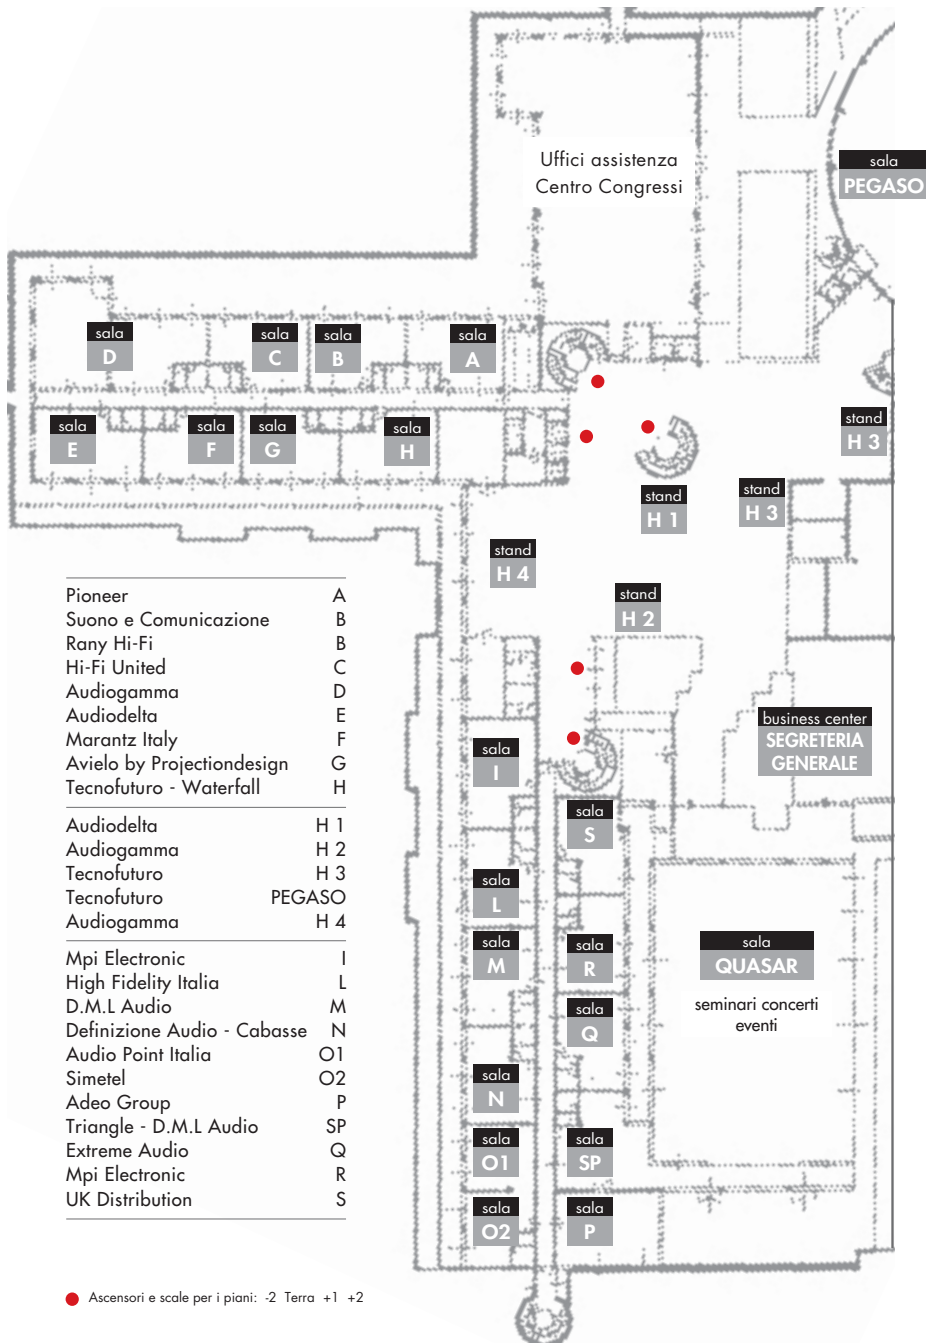 Uffici assistenza
Centro Congressi
sala
PEGASO
sala
D
sala
C
sala
B
sala
A
sala
E
sala
F
sala
G
sala
H
stand
H 3
stand
H 1
stand
H 3
stand
H 4
stand
H 2
Pioneer A
Suono e Comunicazione B
Rany Hi-Fi B
Hi-Fi United C
Audiogamma D
Audiodelta E
Marantz Italy F
Avielo by Projectiondesign G
Tecnofuturo - Waterfall H
Audiodelta H 1
Audiogamma H 2
Tecnofuturo H 3
Tecnofuturo PEGASO
Audiogamma H 4
Mpi Electronic I
High Fidelity Italia L
D.M.L Audio M
Definizione Audio - Cabasse N
Audio Point Italia O1
Simetel O2
Adeo Group P
Triangle - D.M.L Audio SP
Extreme Audio Q
Mpi Electronic R
UK Distribution S
business center
SEGRETERIA
GENERALE
sala
I
sala
S
sala
L
sala
M
sala
R
sala
QUASAR
seminari concerti
eventi
sala
Q
sala
N
sala
O1
sala
SP
sala
O2
sala
P
Ascensori e scale per i piani: -2 Terra +1 +2